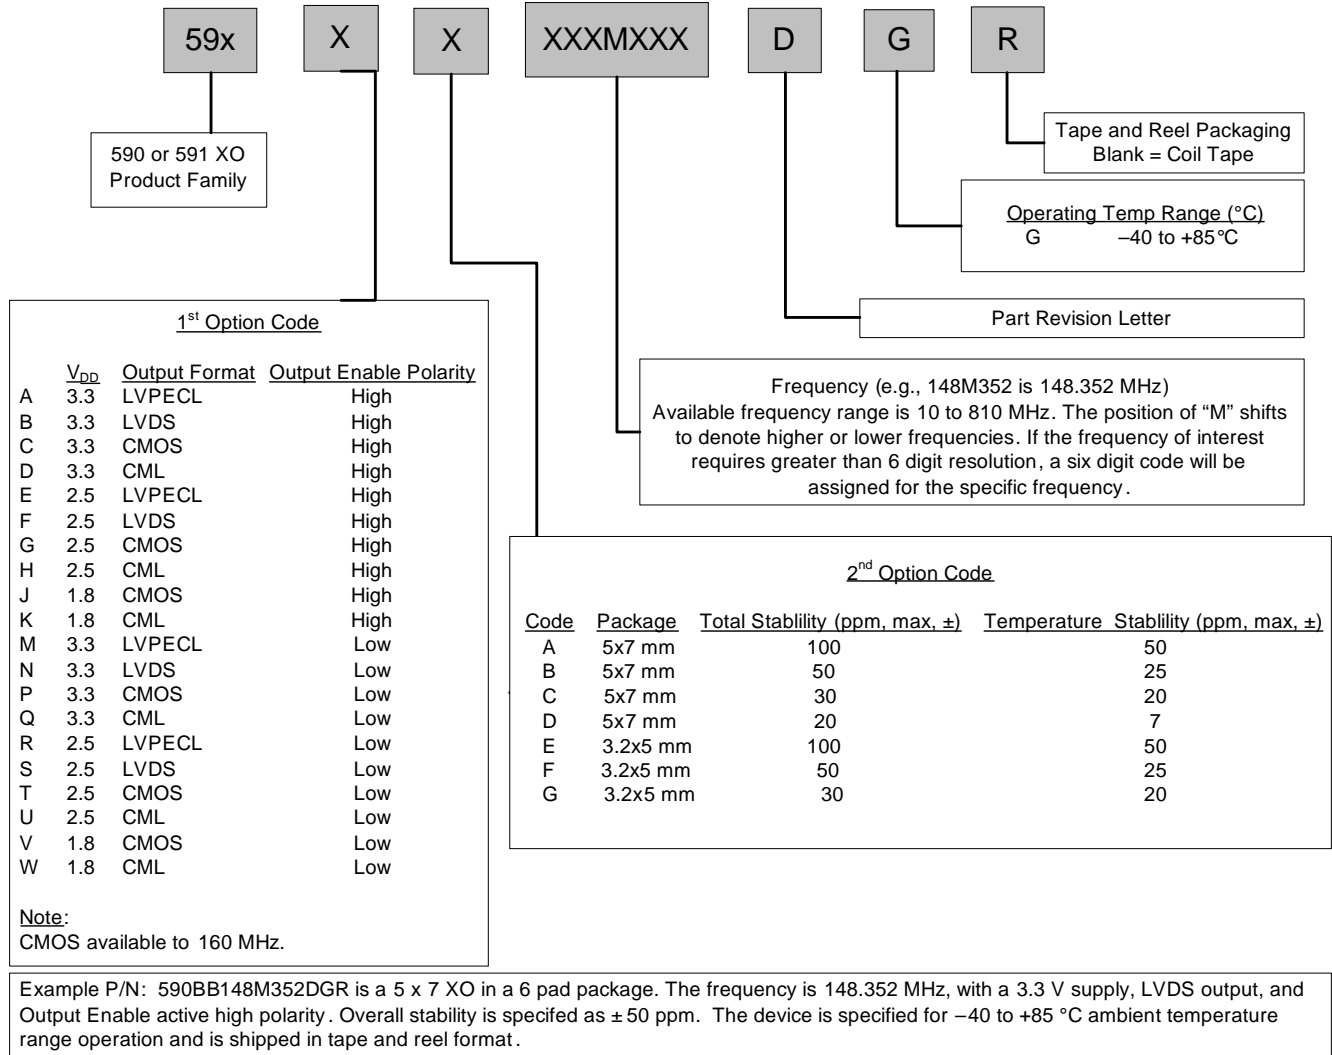 59x X X XXXMXXX D G R
590 or 591 XO
Product Family
Tape and Reel Packaging
Blank = Coil Tape
Operating Temp Range (°C)
G –40 to +85°C
Part Revision Letter
Frequency (e.g., 148M352 is 148.352 MHz)
Available frequency range is 10 to 810 MHz. The position of “M” shifts
to denote higher or lower frequencies. If the frequency of interest
requires greater than 6 digit resolution, a six digit code will be
assigned for the specific frequency.
1st Option Code
VDD Output Format Output Enable Polarity
A 3.3 LVPECL High
B 3.3 LVDS High
C 3.3 CMOS High
D 3.3 CML High
E 2.5 LVPECL High
F 2.5 LVDS High
G 2.5 CMOS High
H 2.5 CML High
J 1.8 CMOS High
K 1.8 CML High
M 3.3 LVPECL Low
N 3.3 LVDS Low
P 3.3 CMOS Low
Q 3.3 CML Low
R 2.5 LVPECL Low
S 2.5 LVDS Low
T 2.5 CMOS Low
U 2.5 CML Low
V 1.8 CMOS Low
W 1.8 CML Low
Note:
CMOS available to 160 MHz.
2nd Option Code
Code Package Total Stablility (ppm, max, ±) Temperature Stablility (ppm, max, ±)
A 5x7 mm 100 50
B 5x7 mm 50 25
C 5x7 mm 30 20
D 5x7 mm 20 7
E 3.2x5 mm 100 50
F 3.2x5 mm 50 25
G 3.2x5 mm 30 20
Example P/N: 590BB148M352DGR is a 5 x 7 XO in a 6 pad package. The frequency is 148.352 MHz, with a 3.3 V supply, LVDS output, and
Output Enable active high polarity. Overall stability is specifed as ±50 ppm. The device is specified for –40 to +85 °C ambient temperature
range operation and is shipped in tape and reel format.